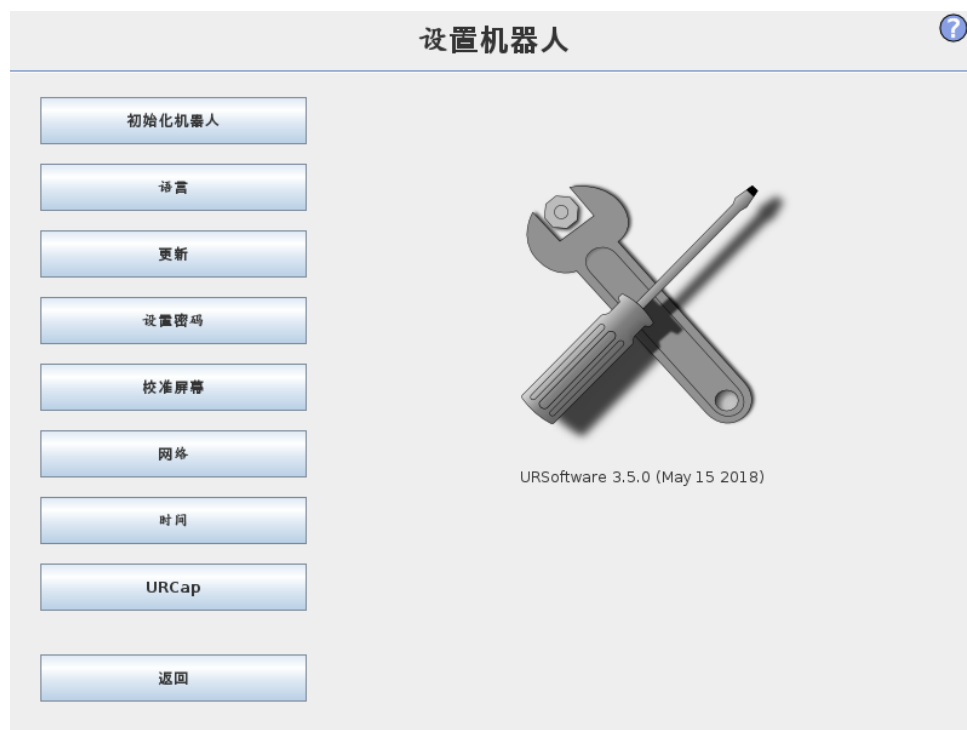 设置机器人
?
初始化机器人
语言
更新
设置密码
校准屏幕
网络
时间
URCap
返回
URSoftware 3.5.0 (May 15 2018)